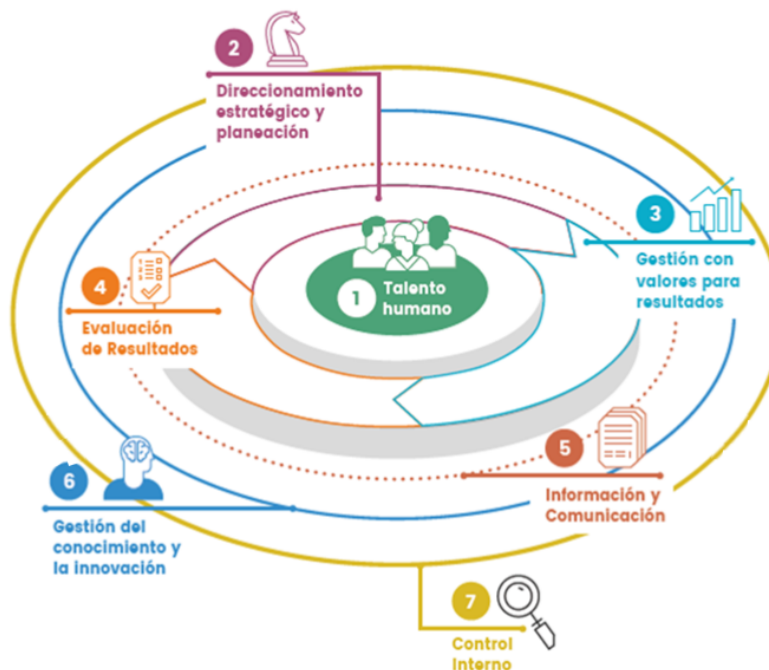 2
Direccionamiento
estratégico y
planeación
3
Gestión con
valores para
resultados
1
Talento
humano
4
Evaluación
de Resultados
5
Información y
Comunicación
6
Gestión del
conocimiento y
la innovación
7
Control
Interno